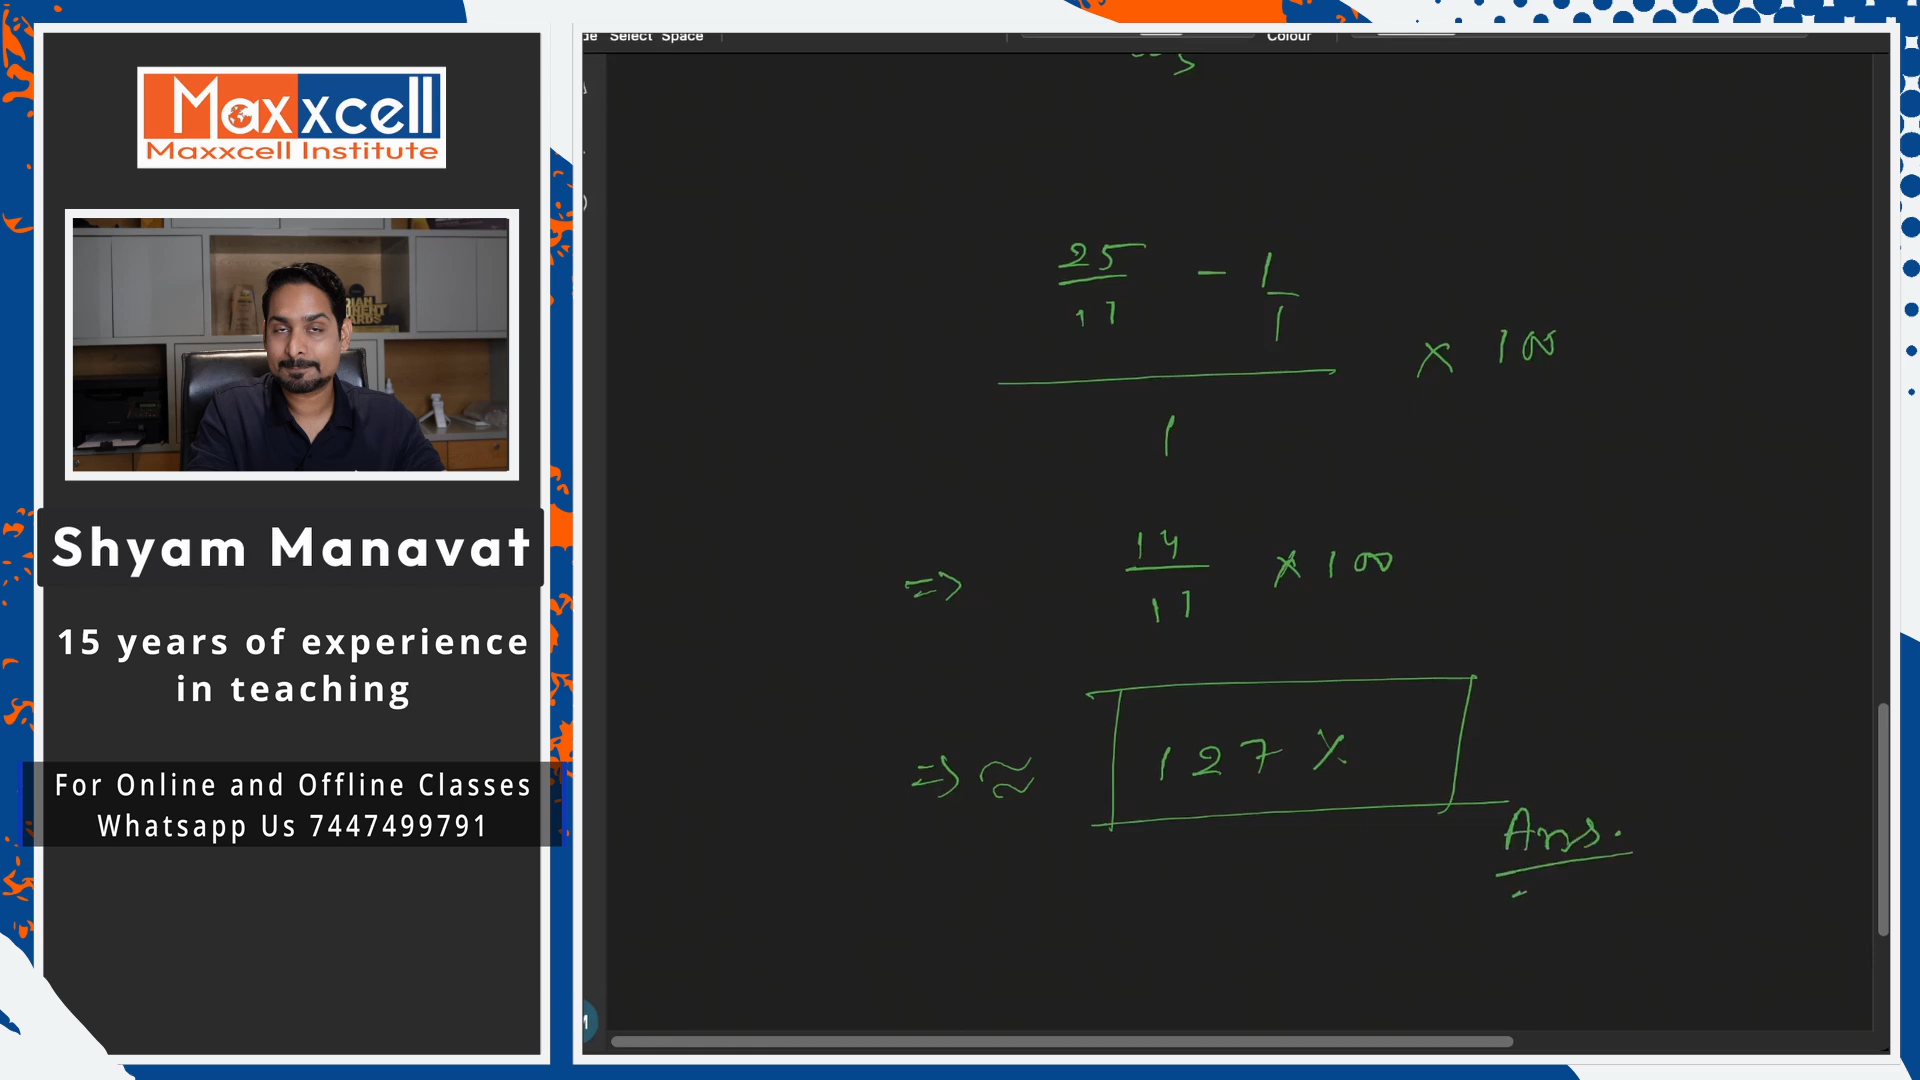 Maxxcell
Maxxcell Institute
Shyam Manavat
15 years of experience
in teaching
For Online and Offline Classes
Whatsapp Us 7447499791
Select Space
Colour
25/11 - 1/1
× 100
1
=> 14/11 × 100
=> ≈ 127 %
Ans.